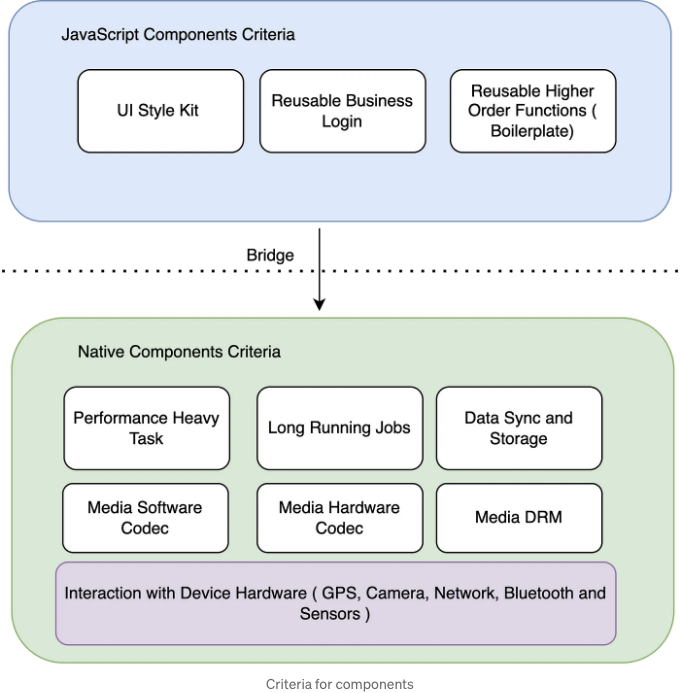 JavaScript Components Criteria
UI Style Kit
Reusable Business
Login
Reusable Higher
Order Functions (
Boilerplate)
Bridge
Native Components Criteria
Performance Heavy
Task
Long Running Jobs
Data Sync and
Storage
Media Software
Codec
Media Hardware
Codec
Media DRM
Interaction with Device Hardware ( GPS, Camera, Network, Bluetooth and
Sensors )
Criteria for components